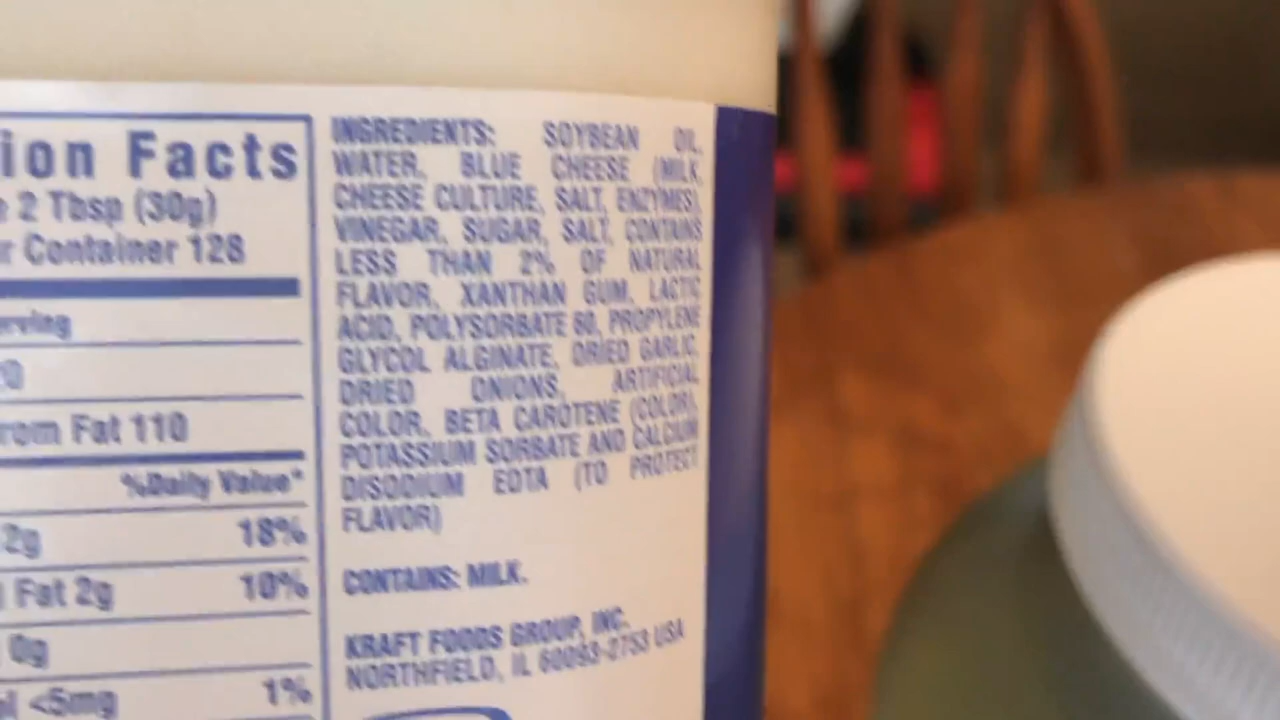 ion Facts
2 Tbsp (30g)
r Container 128
erving
0
rom Fat 110
%Daily Value*
2g 18%
Fat 2g 10%
0g
<5mg 1%
INGREDIENTS: SOYBEAN OIL,
WATER, BLUE CHEESE (MILK,
CHEESE CULTURE, SALT, ENZYMES),
VINEGAR, SUGAR, SALT, CONTAINS
LESS THAN 2% OF NATURAL
FLAVOR, XANTHAN GUM, LACTIC
ACID, POLYSORBATE 60, PROPYLENE
GLYCOL ALGINATE, DRIED GARLIC,
DRIED ONIONS, ARTIFICIAL
COLOR, BETA CAROTENE (COLOR),
POTASSIUM SORBATE AND CALCIUM
DISODIUM EDTA (TO PROTECT
FLAVOR)
CONTAINS: MILK.
KRAFT FOODS GROUP, INC.
NORTHFIELD, IL 60093-2753 USA